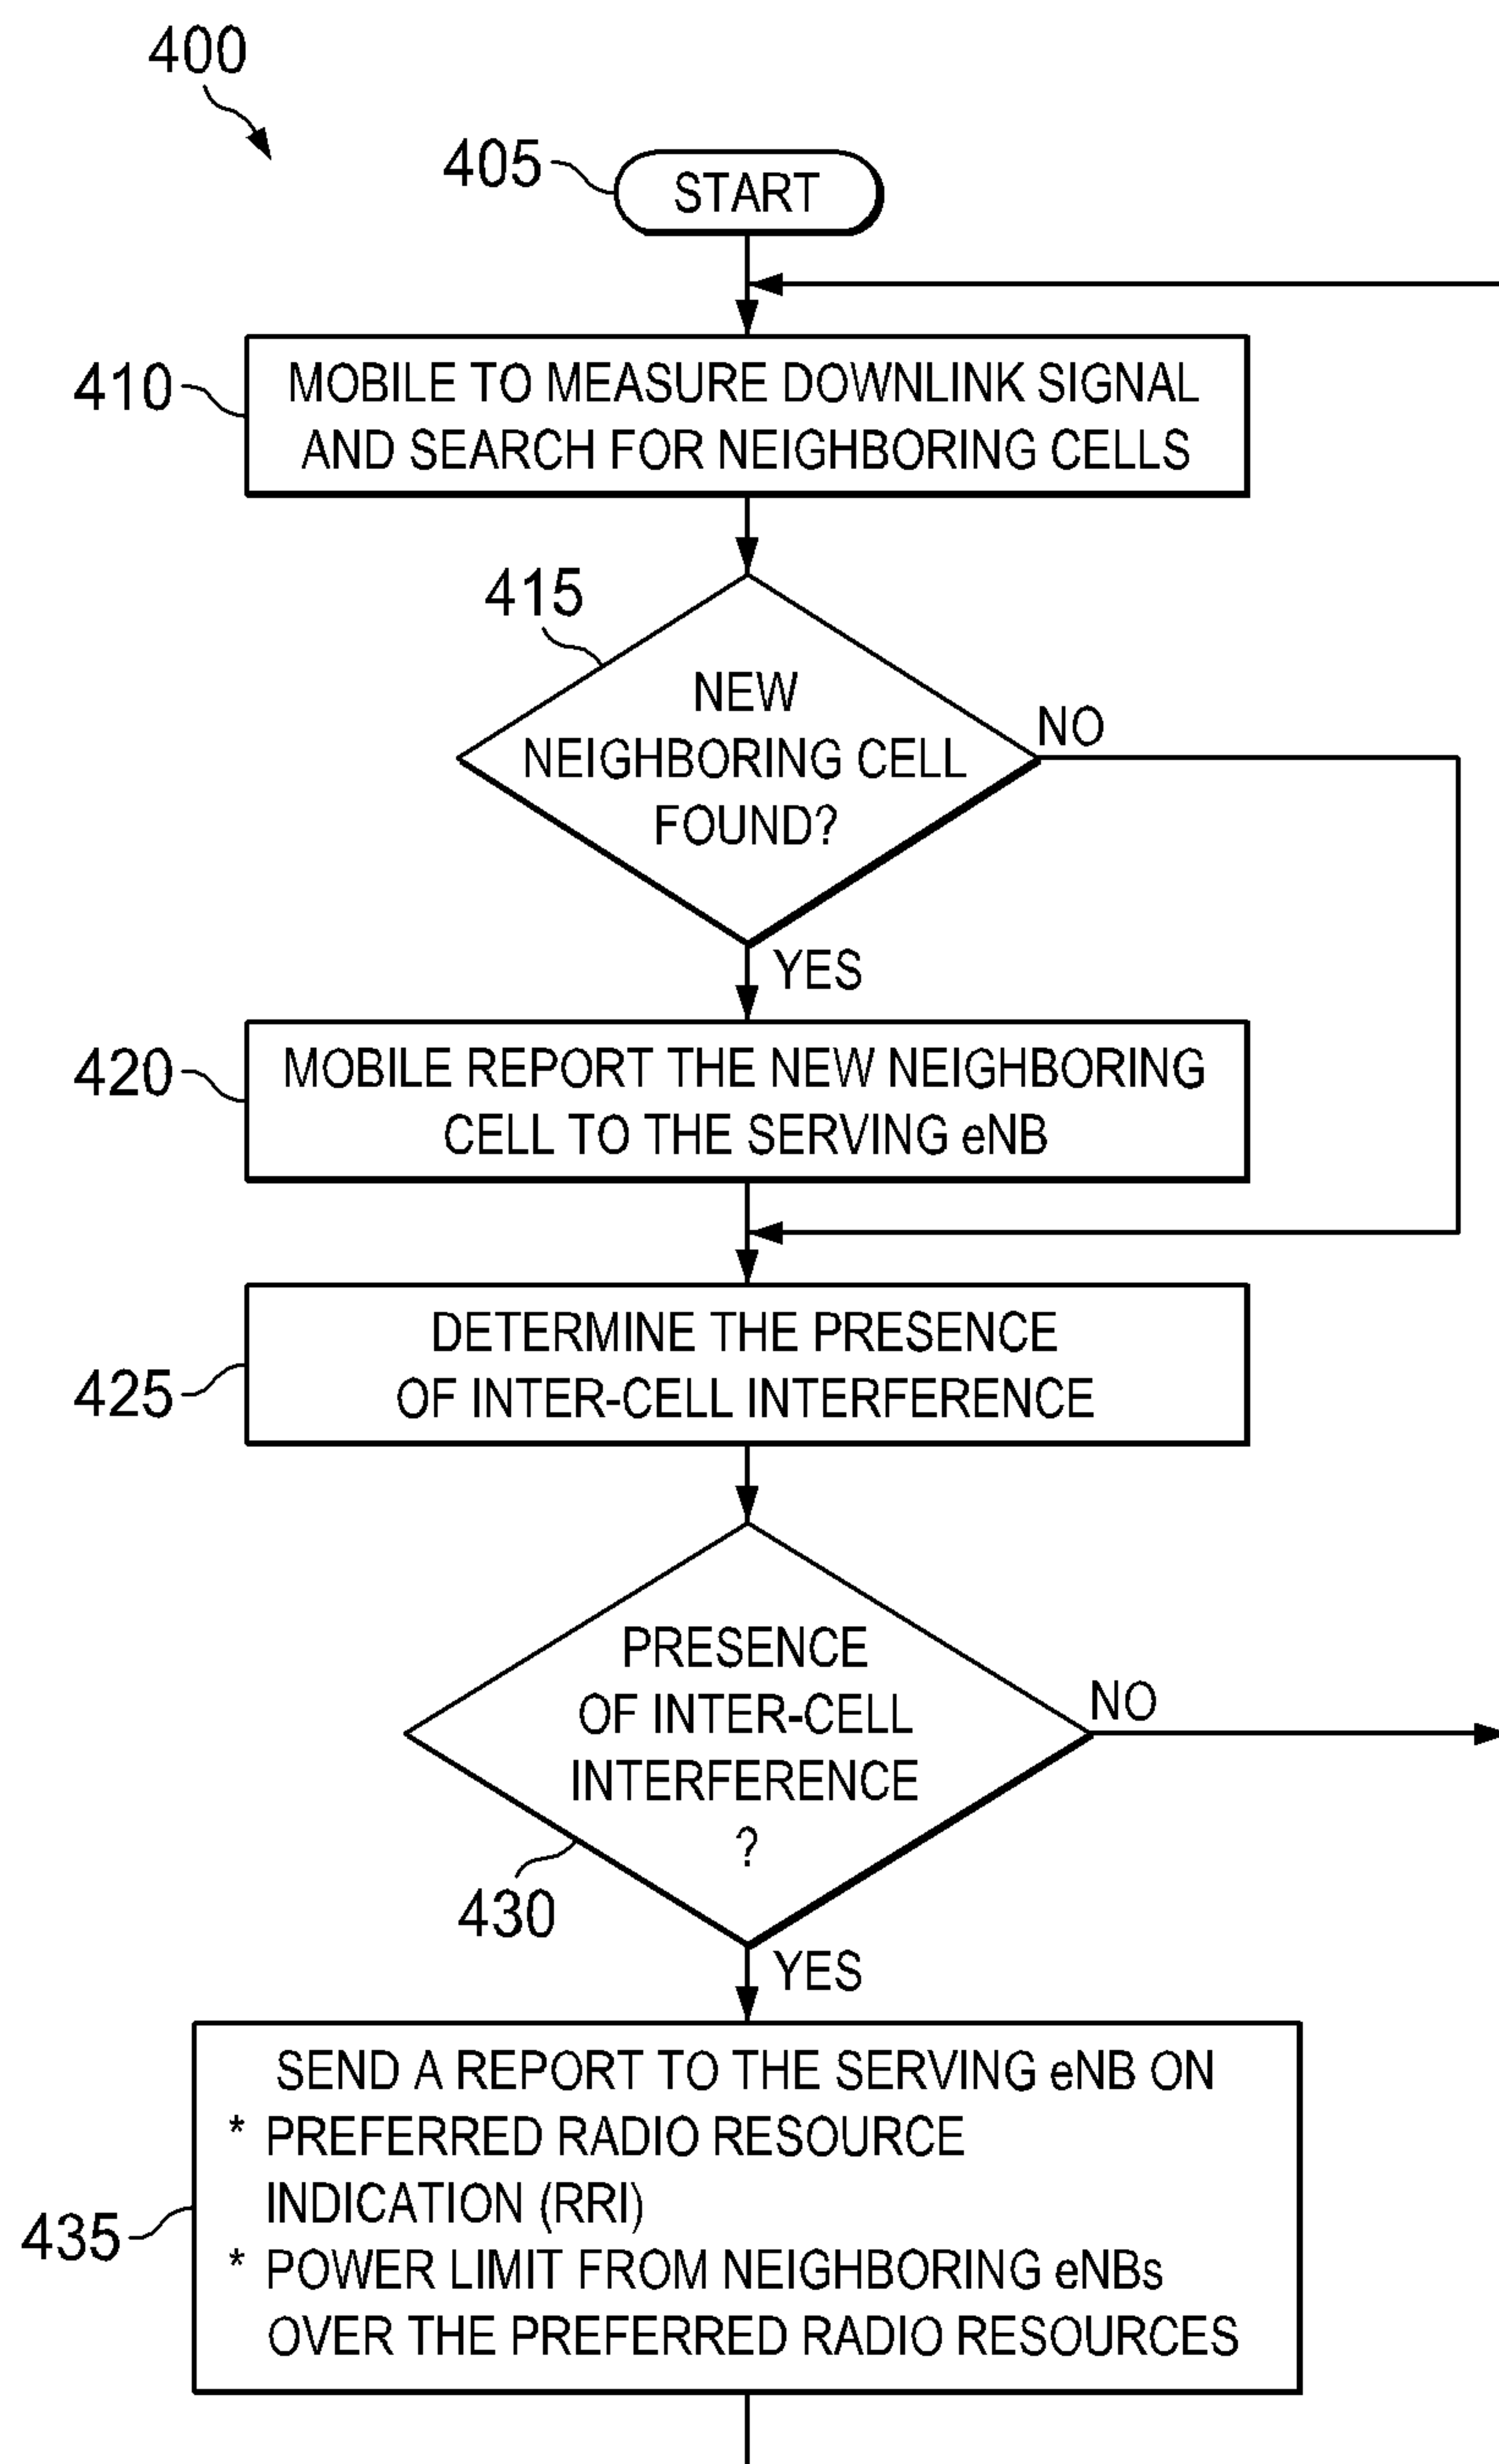 400
405
START
410
MOBILE TO MEASURE DOWNLINK SIGNAL
AND SEARCH FOR NEIGHBORING CELLS
415
NEW
NEIGHBORING CELL
FOUND?
NO
YES
420
MOBILE REPORT THE NEW NEIGHBORING
CELL TO THE SERVING eNB
425
DETERMINE THE PRESENCE
OF INTER-CELL INTERFERENCE
PRESENCE
OF INTER-CELL
INTERFERENCE
?
NO
430
YES
435
SEND A REPORT TO THE SERVING eNB ON
* PREFERRED RADIO RESOURCE
INDICATION (RRI)
* POWER LIMIT FROM NEIGHBORING eNBs
OVER THE PREFERRED RADIO RESOURCES